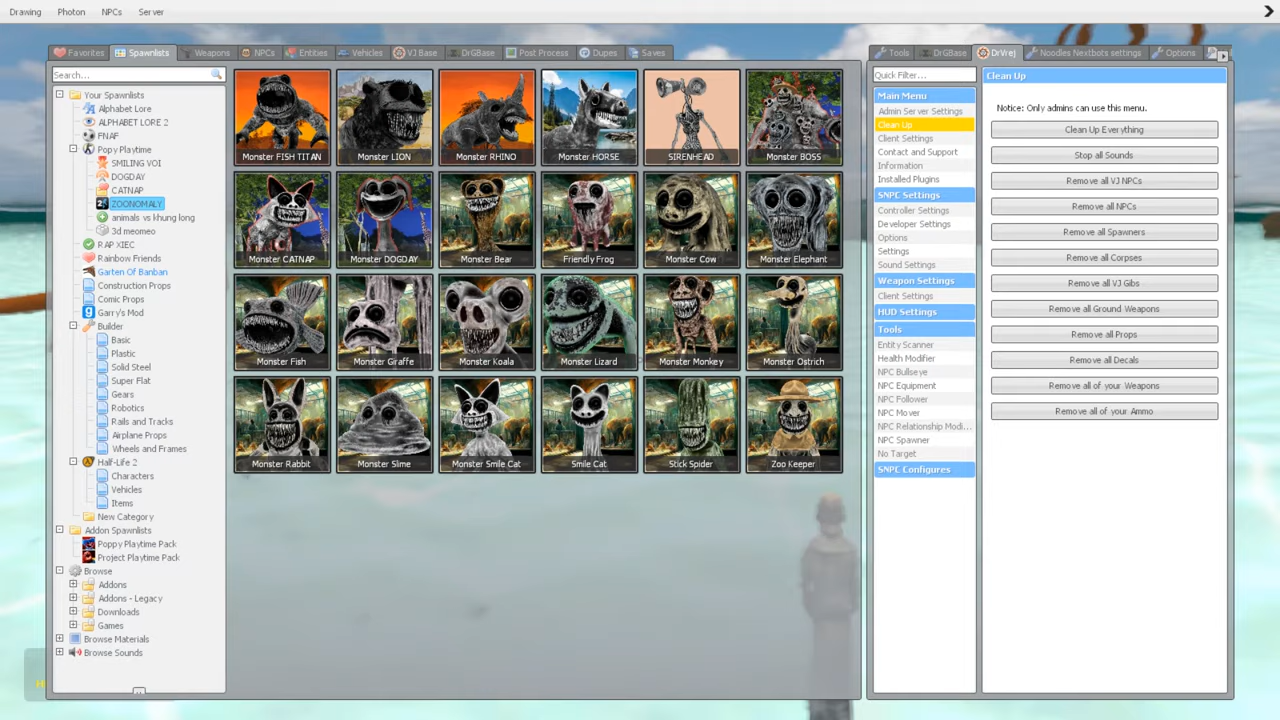 Drawing Photon NPCs Server
Favorites Spawnlists Weapons NPCs Entities Vehicles VJ Base DrGBase Post Process Dupes Saves
Search...
Your Spawnlists
Alphabet Lore
ALPHABET LORE 2
FNAF
Popy Playtime
SMILING VOI
DOGDAY
CATNAP
ZOONOMALY
animals vs khung long
3d meomeo
RAP XIEC
Rainbow Friends
Garten Of Banban
Construction Props
Comic Props
Garry's Mod
Builder
Basic
Plastic
Solid Steel
Super Flat
Gears
Robotics
Rails and Tracks
Airplane Props
Wheels and Frames
Half-Life 2
Characters
Vehicles
Items
New Category
Addon Spawnlists
Poppy Playtime Pack
Project Playtime Pack
Browse
Addons
Addons - Legacy
Downloads
Games
Browse Materials
Browse Sounds
Monster FISH TITAN Monster LION Monster RHINO Monster HORSE SIRENHEAD Monster BOSS
Monster CATNAP Monster DOGDAY Monster Bear Friendly Frog Monster Cow Monster Elephant
Monster Fish Monster Giraffe Monster Koala Monster Lizard Monster Monkey Monster Ostrich
Monster Rabbit Monster Slime Monster Smile Cat Smile Cat Stick Spider Zoo Keeper
Tools DrGBase DrVrej Noodles Nextbots settings Options
Quick Filter...
Main Menu
Admin Server Settings
Clean Up
Client Settings
Contact and Support
Information
Installed Plugins
SNPC Settings
Controller Settings
Developer Settings
Options
Settings
Sound Settings
Weapon Settings
Client Settings
HUD Settings
Tools
Entity Scanner
Health Modifier
NPC Bullseye
NPC Equipment
NPC Follower
NPC Mover
NPC Relationship Modi...
NPC Spawner
No Target
SNPC Configures
Clean Up
Notice: Only admins can use this menu.
Clean Up Everything
Stop all Sounds
Remove all VJ NPCs
Remove all NPCs
Remove all Spawners
Remove all Corpses
Remove all VJ Gibs
Remove all Ground Weapons
Remove all Props
Remove all Decals
Remove all of your Weapons
Remove all of your Ammo